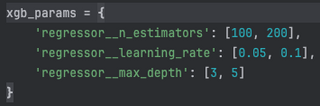 xgb_params = {
    'regressor__n_estimators': [100, 200],
    'regressor__learning_rate': [0.05, 0.1],
    'regressor__max_depth': [3, 5]
}